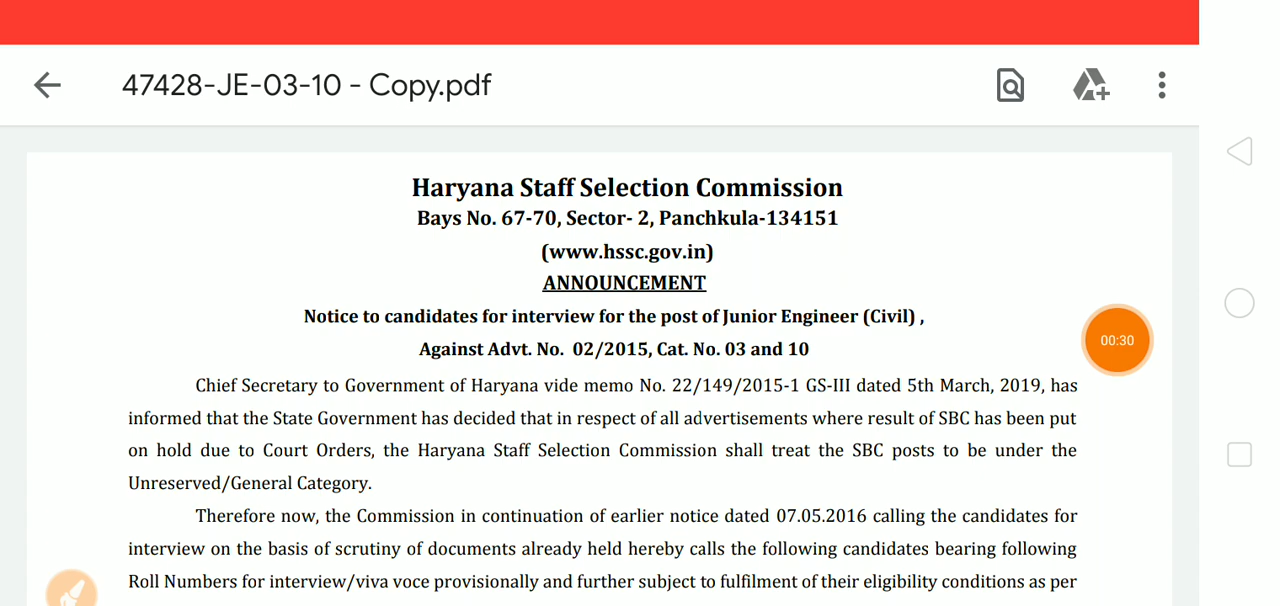 47428-JE-03-10 - Copy.pdf
Haryana Staff Selection Commission
Bays No. 67-70, Sector- 2, Panchkula-134151
(www.hssc.gov.in)
ANNOUNCEMENT
Notice to candidates for interview for the post of Junior Engineer (Civil) ,
Against Advt. No. 02/2015, Cat. No. 03 and 10
00:30
Chief Secretary to Government of Haryana vide memo No. 22/149/2015-1 GS-III dated 5th March, 2019, has
informed that the State Government has decided that in respect of all advertisements where result of SBC has been put
on hold due to Court Orders, the Haryana Staff Selection Commission shall treat the SBC posts to be under the
Unreserved/General Category.
Therefore now, the Commission in continuation of earlier notice dated 07.05.2016 calling the candidates for
interview on the basis of scrutiny of documents already held hereby calls the following candidates bearing following
Roll Numbers for interview/viva voce provisionally and further subject to fulfilment of their eligibility conditions as per